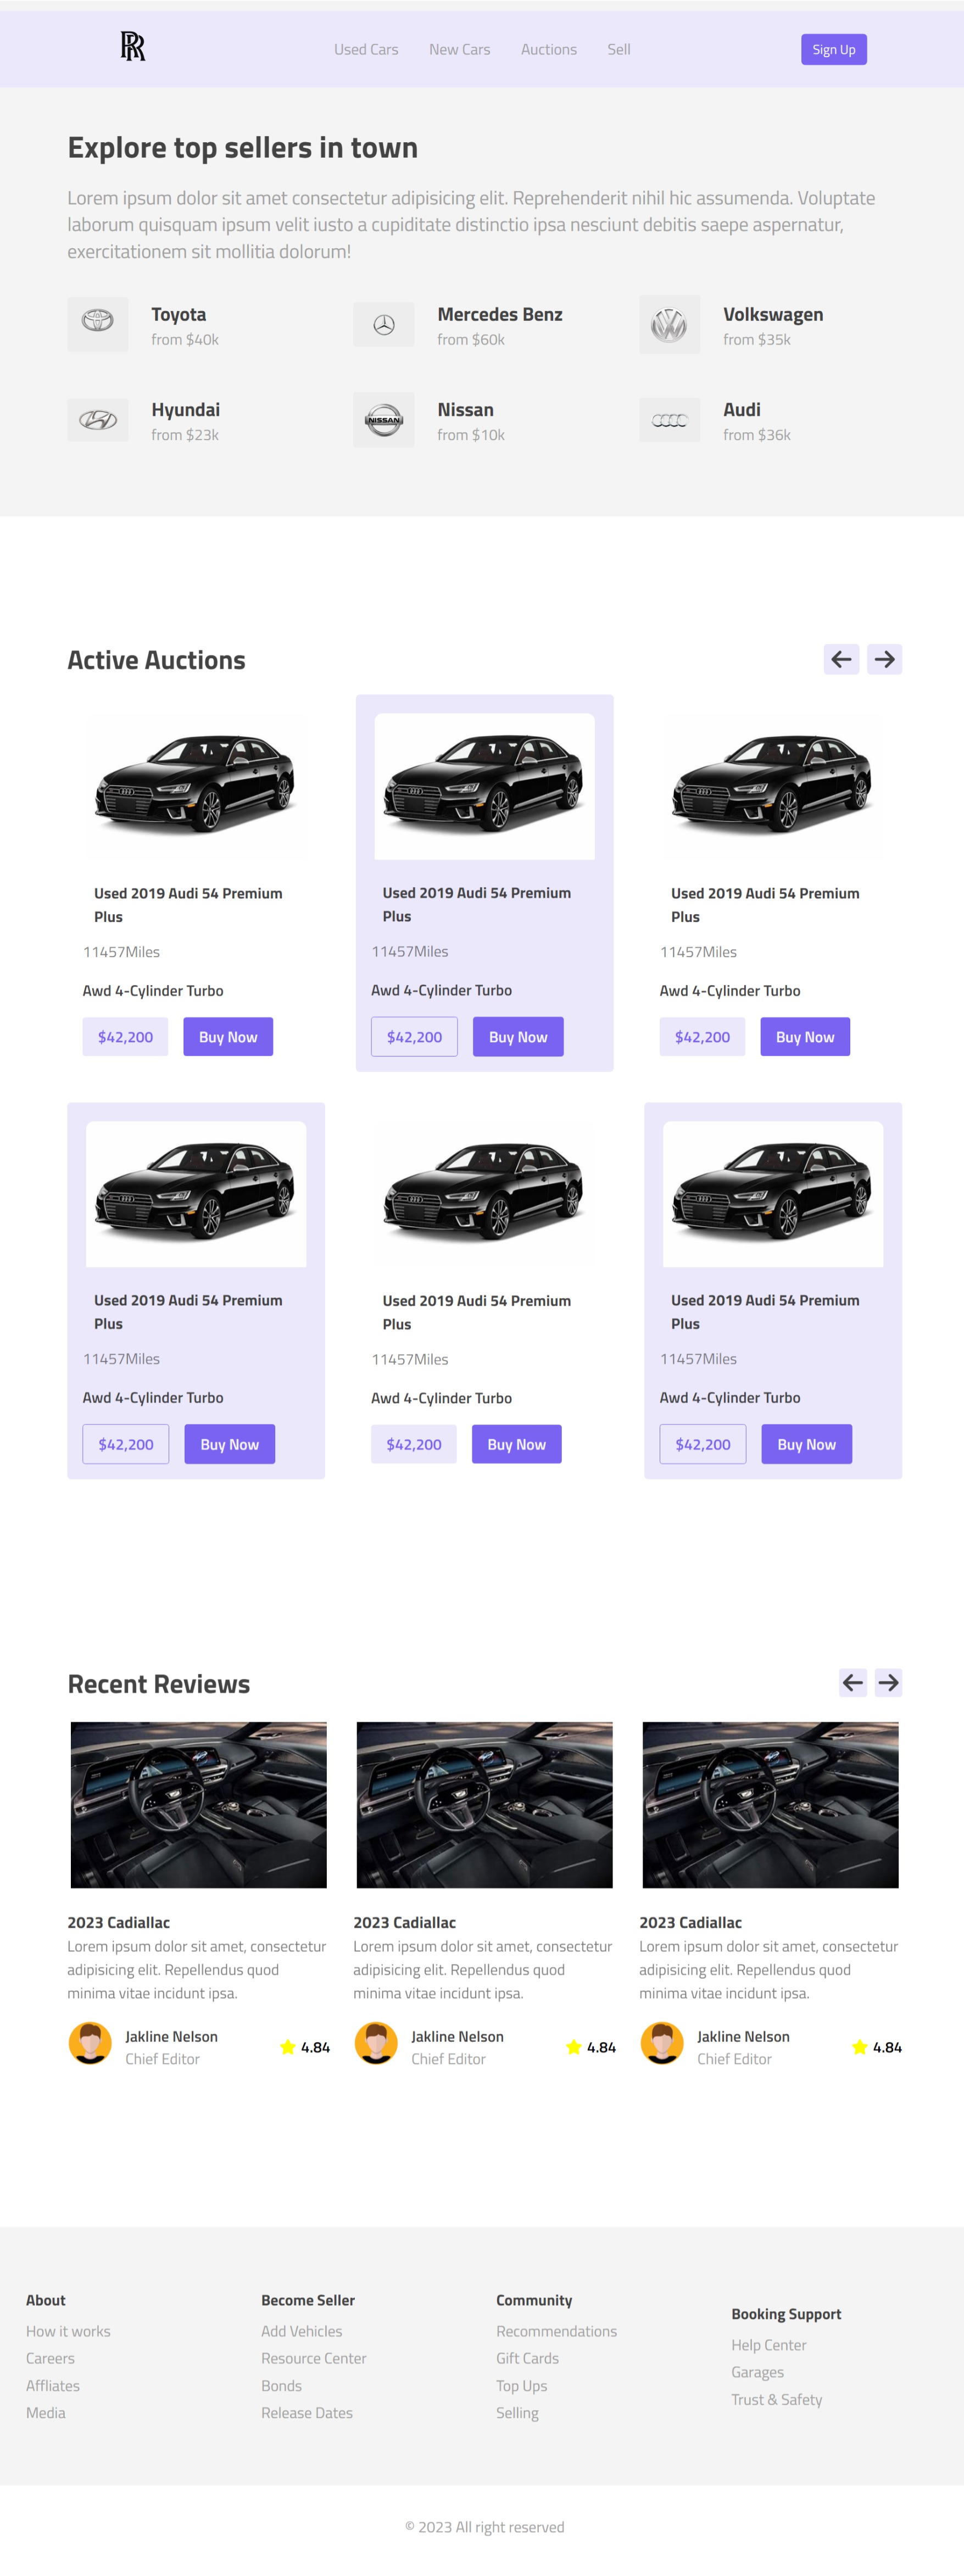 RR
Used Cars New Cars Auctions Sell
Sign Up
Explore top sellers in town
Lorem ipsum dolor sit amet consectetur adipisicing elit. Reprehenderit nihil hic assumenda. Voluptate
laborum quisquam ipsum velit iusto a cupiditate distinctio ipsa nesciunt debitis saepe aspernatur,
exercitationem sit mollitia dolorum!
Toyota
from $40k
Mercedes Benz
from $60k
Volkswagen
from $35k
Hyundai
from $23k
NISSAN
Nissan
from $10k
Audi
from $36k
Active Auctions
Used 2019 Audi 54 Premium
Plus
11457Miles
Awd 4-Cylinder Turbo
$42,200
Buy Now
Used 2019 Audi 54 Premium
Plus
11457Miles
Awd 4-Cylinder Turbo
$42,200
Buy Now
Used 2019 Audi 54 Premium
Plus
11457Miles
Awd 4-Cylinder Turbo
$42,200
Buy Now
Used 2019 Audi 54 Premium
Plus
11457Miles
Awd 4-Cylinder Turbo
$42,200
Buy Now
Used 2019 Audi 54 Premium
Plus
11457Miles
Awd 4-Cylinder Turbo
$42,200
Buy Now
Used 2019 Audi 54 Premium
Plus
11457Miles
Awd 4-Cylinder Turbo
$42,200
Buy Now
Recent Reviews
2023 Cadiallac
Lorem ipsum dolor sit amet, consectetur
adipisicing elit. Repellendus quod
minima vitae incidunt ipsa.
Jakline Nelson
Chief Editor
4.84
2023 Cadiallac
Lorem ipsum dolor sit amet, consectetur
adipisicing elit. Repellendus quod
minima vitae incidunt ipsa.
Jakline Nelson
Chief Editor
4.84
2023 Cadiallac
Lorem ipsum dolor sit amet, consectetur
adipisicing elit. Repellendus quod
minima vitae incidunt ipsa.
Jakline Nelson
Chief Editor
4.84
About
How it works
Careers
Affliates
Media
Become Seller
Add Vehicles
Resource Center
Bonds
Release Dates
Community
Recommendations
Gift Cards
Top Ups
Selling
Booking Support
Help Center
Garages
Trust & Safety
© 2023 All right reserved